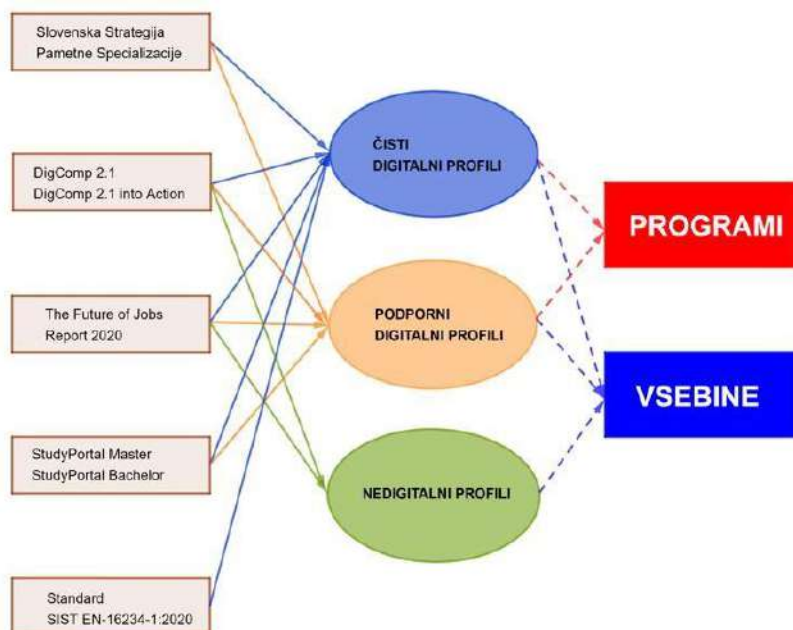 Slovenska Strategija
Pametne Specializacije
DigComp 2.1
DigComp 2.1 into Action
The Future of Jobs
Report 2020
StudyPortal Master
StudyPortal Bachelor
Standard
SIST EN-16234-1:2020
ČISTI
DIGITALNI PROFILI
PODPORNI
DIGITALNI PROFILI
NEDIGITALNI PROFILI
PROGRAMI
VSEBINE